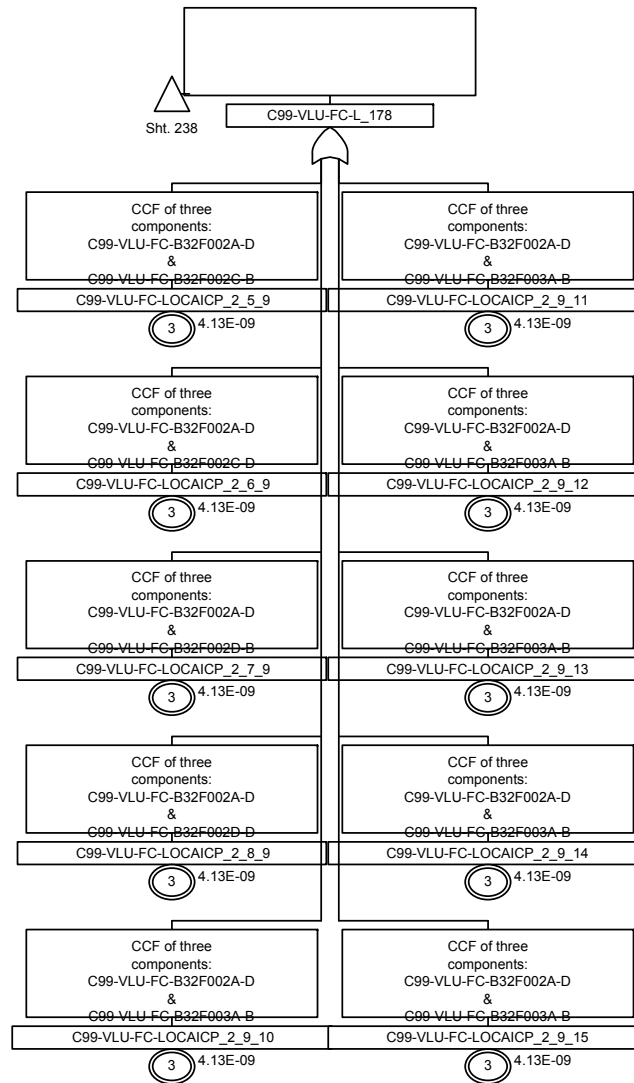 C99-VLU-FC-L_178
Sht. 238
CCF of three
components:
C99-VLU-FC-B32F002A-D
&
C99-VLU-FC-B32F002C-B
C99-VLU-FC-LOCAICP_2_5_9
3
4.13E-09
CCF of three
components:
C99-VLU-FC-B32F002A-D
&
C99-VLU-FC-B32F003A-B
C99-VLU-FC-LOCAICP_2_9_11
3
4.13E-09
CCF of three
components:
C99-VLU-FC-B32F002A-D
&
C99-VLU-FC-B32F002C-D
C99-VLU-FC-LOCAICP_2_6_9
3
4.13E-09
CCF of three
components:
C99-VLU-FC-B32F002A-D
&
C99-VLU-FC-B32F003A-B
C99-VLU-FC-LOCAICP_2_9_12
3
4.13E-09
CCF of three
components:
C99-VLU-FC-B32F002A-D
&
C99-VLU-FC-B32F002D-B
C99-VLU-FC-LOCAICP_2_7_9
3
4.13E-09
CCF of three
components:
C99-VLU-FC-B32F002A-D
&
C99-VLU-FC-B32F003A-B
C99-VLU-FC-LOCAICP_2_9_13
3
4.13E-09
CCF of three
components:
C99-VLU-FC-B32F002A-D
&
C99-VLU-FC-B32F002D-D
C99-VLU-FC-LOCAICP_2_8_9
3
4.13E-09
CCF of three
components:
C99-VLU-FC-B32F002A-D
&
C99-VLU-FC-B32F003A-B
C99-VLU-FC-LOCAICP_2_9_14
3
4.13E-09
CCF of three
components:
C99-VLU-FC-B32F002A-D
&
C99-VLU-FC-B32F003A-B
C99-VLU-FC-LOCAICP_2_9_10
3
4.13E-09
CCF of three
components:
C99-VLU-FC-B32F002A-D
&
C99-VLU-FC-B32F003A-B
C99-VLU-FC-LOCAICP_2_9_15
3
4.13E-09